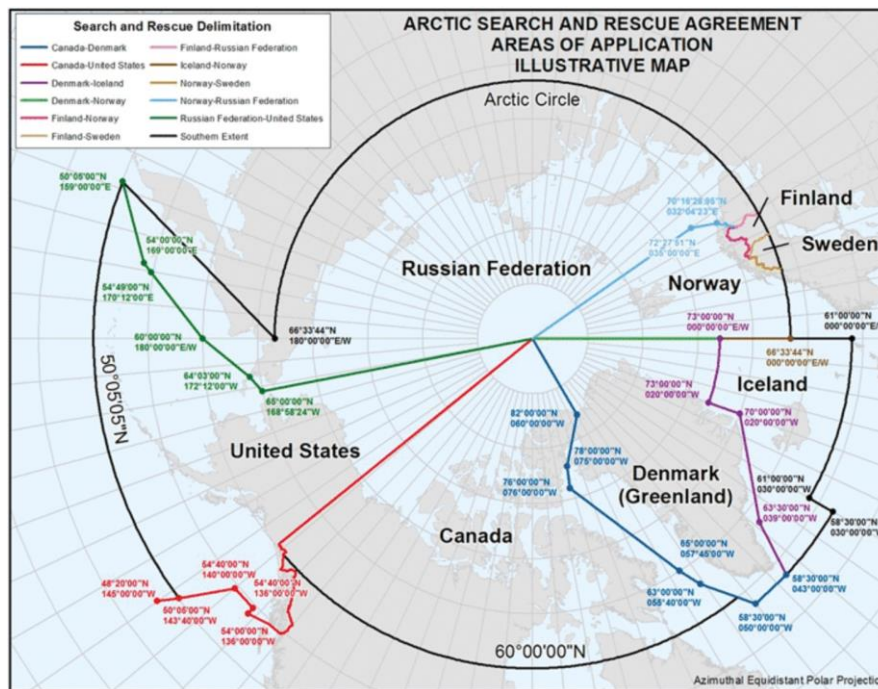 ARCTIC SEARCH AND RESCUE AGREEMENT
AREAS OF APPLICATION
ILLUSTRATIVE MAP
Search and Rescue Delimitation
Canada-Denmark
Canada-United States
Denmark-Iceland
Denmark-Norway
Finland-Norway
Finland-Sweden
Finland-Russian Federation
Iceland-Norway
Norway-Sweden
Norway-Russian Federation
Russian Federation-United States
Southern Extent
Arctic Circle
50°05'00"N
159°00'00"E
54°00'00"N
169°00'00"E
54°49'00"N
170°12'00"E
60°00'00"N
180°00'00"E/W
64°03'00"N
172°12'00"W
65°00'00"N
168°58'24"W
66°33'44"N
180°00'00"E/W
Russian Federation
032°04'23"E
035°00'00"E
Finland
Sweden
Norway
73°00'00"N
000°00'00"E/W
61°00'00"N
000°00'00"E/W
66°33'44"N
000°00'00"E/W
Iceland
73°00'00"N
020°00'00"W
70°00'00"N
020°00'00"W
61°00'00"N
030°00'00"W
63°30'00"N
039°00'00"W
58°30'00"N
030°00'00"W
58°30'00"N
043°00'00"W
58°30'00"N
050°00'00"W
82°00'00"N
060°00'00"W
78°00'00"N
075°00'00"W
76°00'00"N
076°00'00"W
65°00'00"N
057°45'00"W
63°00'00"N
055°40'00"W
Denmark
(Greenland)
Canada
United States
50°05'05"N
48°20'00"N
145°00'00"W
50°05'00"N
143°40'00"W
54°40'00"N
140°00'00"W
54°40'00"N
136°00'00"W
54°00'00"N
136°00'00"W
60°00'00"N
Azimuthal Equidistant Polar